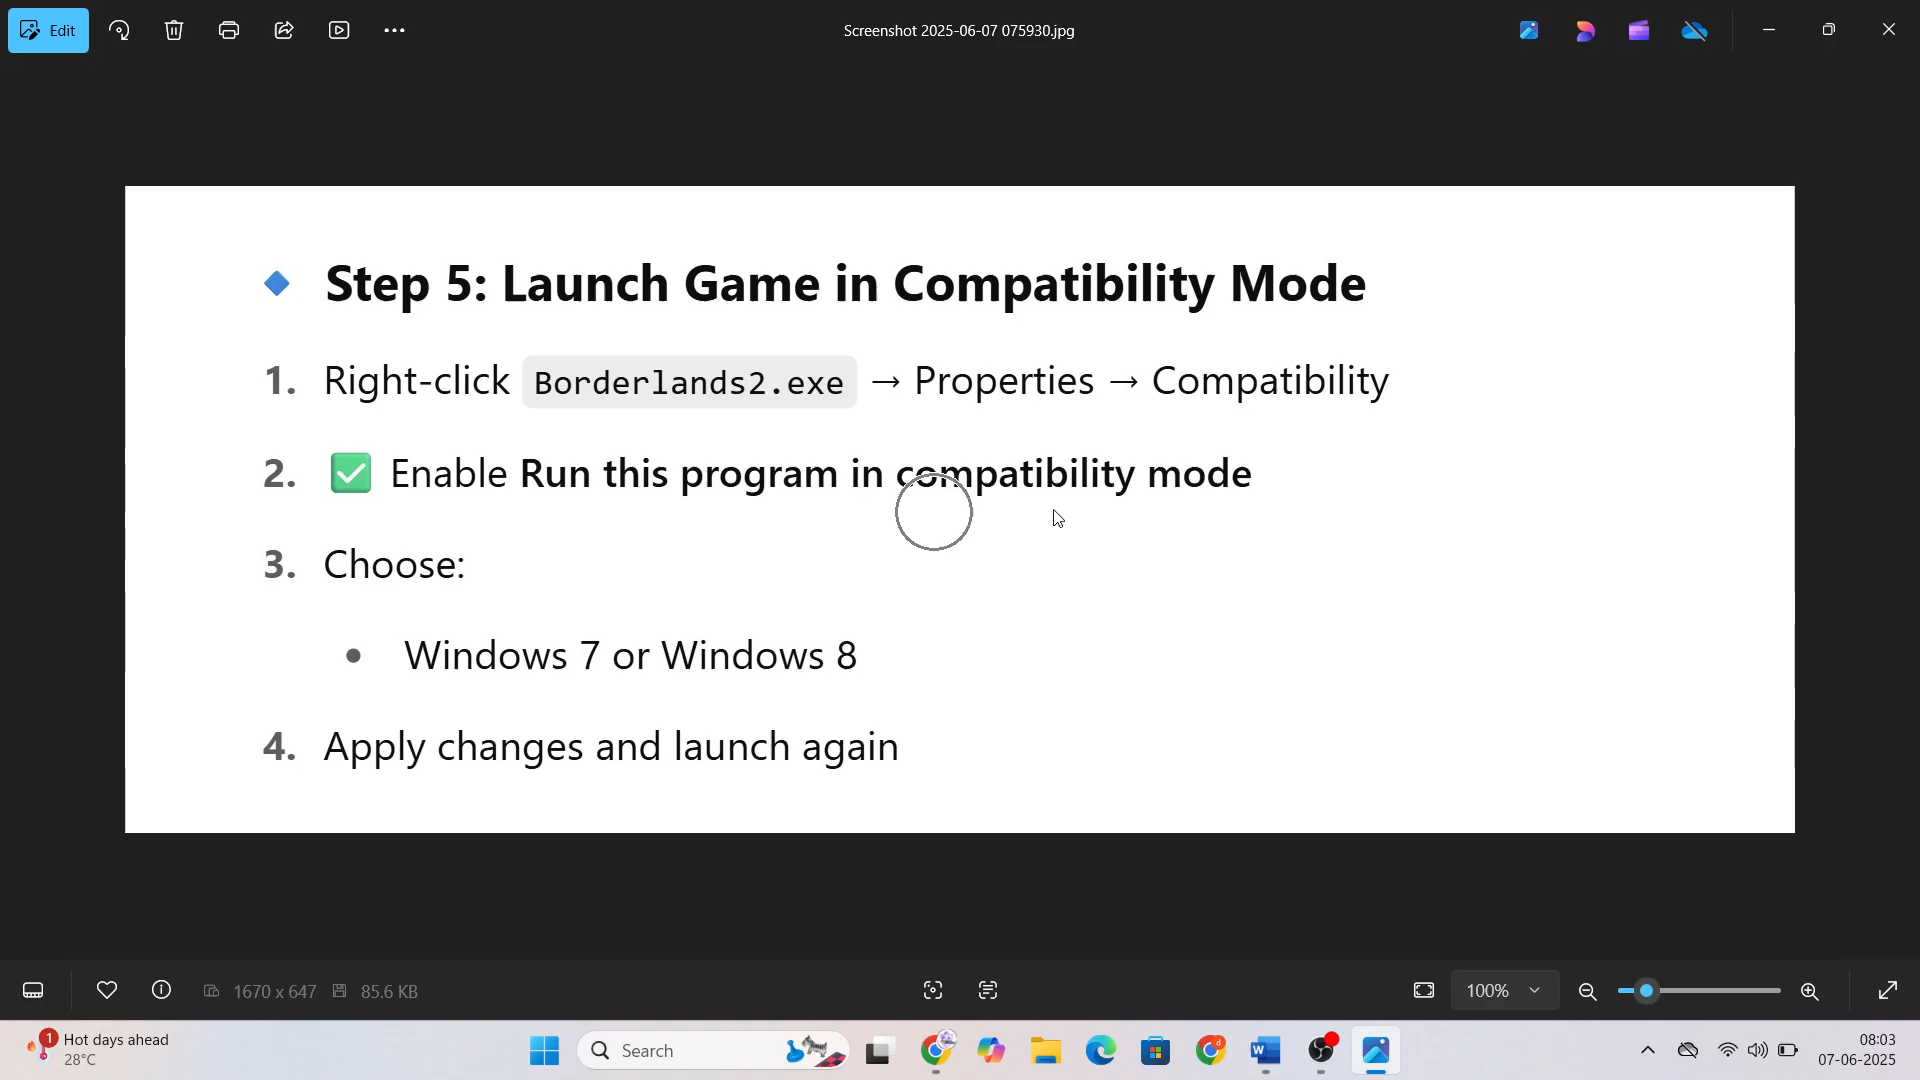 Edit
Screenshot 2025-06-07 075930.jpg
Step 5: Launch Game in Compatibility Mode
1. Right-click Borderlands2.exe → Properties → Compatibility
2. ✅ Enable Run this program in compatibility mode
3. Choose:
• Windows 7 or Windows 8
4. Apply changes and launch again
1670 x 647 85.6 KB
100%
1
Hot days ahead
28°C
Search
08:03
07-06-2025